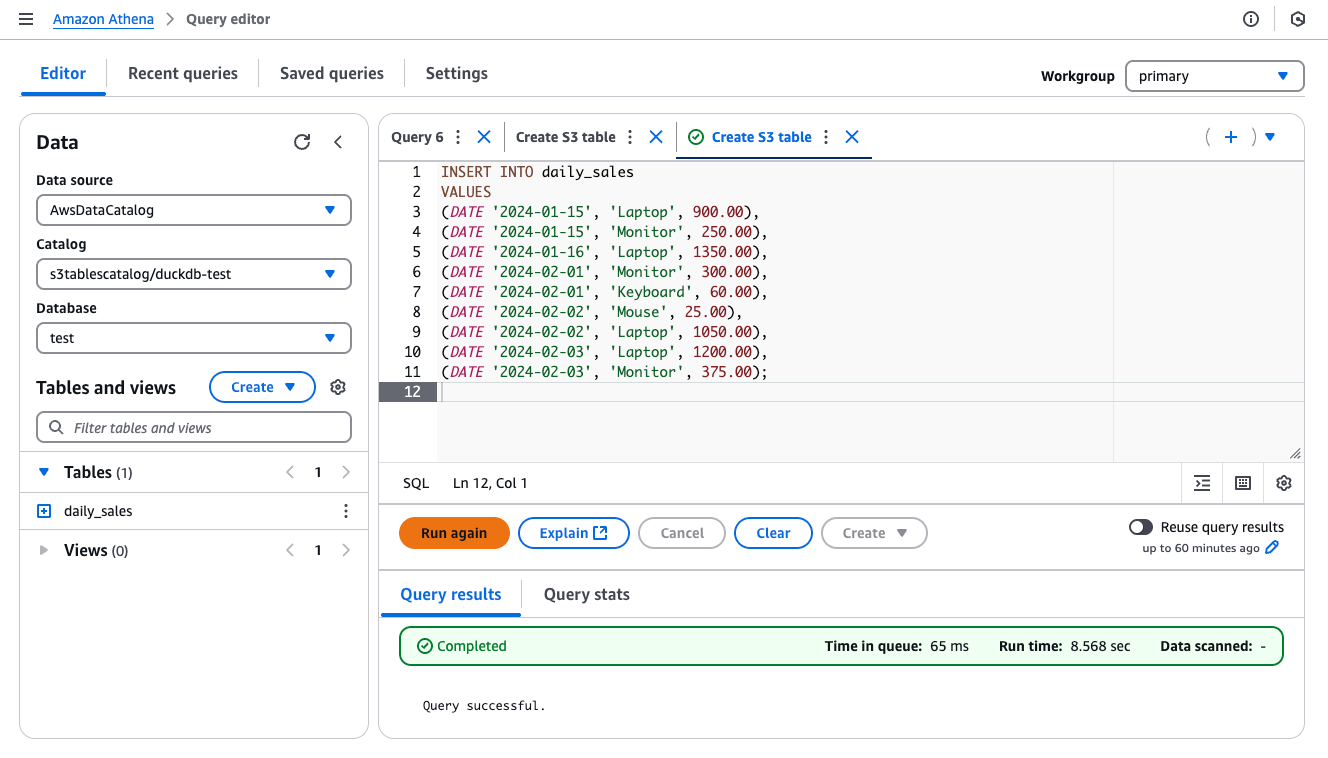 Amazon Athena > Query editor
Editor
Recent queries
Saved queries
Settings
Workgroup
primary
Data
Data source
AwsDataCatalog
Catalog
s3tablescatalog/duckdb-test
Database
test
Tables and views
Create
Filter tables and views
Tables (1)
1
daily_sales
Views (0)
1
Query 6
Create S3 table
Create S3 table
( + )
1 INSERT INTO daily_sales
2 VALUES
3 (DATE '2024-01-15', 'Laptop', 900.00),
4 (DATE '2024-01-15', 'Monitor', 250.00),
5 (DATE '2024-01-16', 'Laptop', 1350.00),
6 (DATE '2024-02-01', 'Monitor', 300.00),
7 (DATE '2024-02-01', 'Keyboard', 60.00),
8 (DATE '2024-02-02', 'Mouse', 25.00),
9 (DATE '2024-02-02', 'Laptop', 1050.00),
10 (DATE '2024-02-03', 'Laptop', 1200.00),
11 (DATE '2024-02-03', 'Monitor', 375.00);
12
SQL Ln 12, Col 1
Run again
Explain
Cancel
Clear
Create
Reuse query results
up to 60 minutes ago
Query results
Query stats
Completed
Time in queue: 65 ms
Run time: 8.568 sec
Data scanned: -
Query successful.